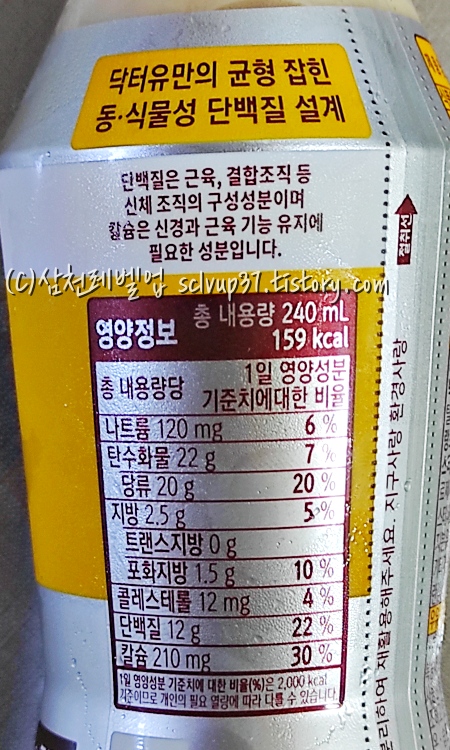 닥터유만의 균형 잡힌
동·식물성 단백질 설계
단백질은 근육, 결합조직 등
신체 조직의 구성성분이며
칼슘은 신경과 근육 기능 유지에
필요한 성분입니다.
절취선
(C)삼천레벨업 sclvup37.tistory.com
영양정보
총 내용량 240 mL
159 kcal
총 내용량당
1일 영양성분
기준치에대한 비율
나트륨 120 mg 6 %
탄수화물 22 g 7 %
당류 20 g 20 %
지방 2.5 g 5 %
트랜스지방 0 g
포화지방 1.5 g 10 %
콜레스테롤 12 mg 4 %
단백질 12 g 22 %
칼슘 210 mg 30 %
1일 영양성분 기준치에 대한 비율(%)은 2,000 kcal
기준이므로 개인의 필요 열량에 따라 다를 수 있습니다.
재활용해주세요. 지구사랑 환경사랑